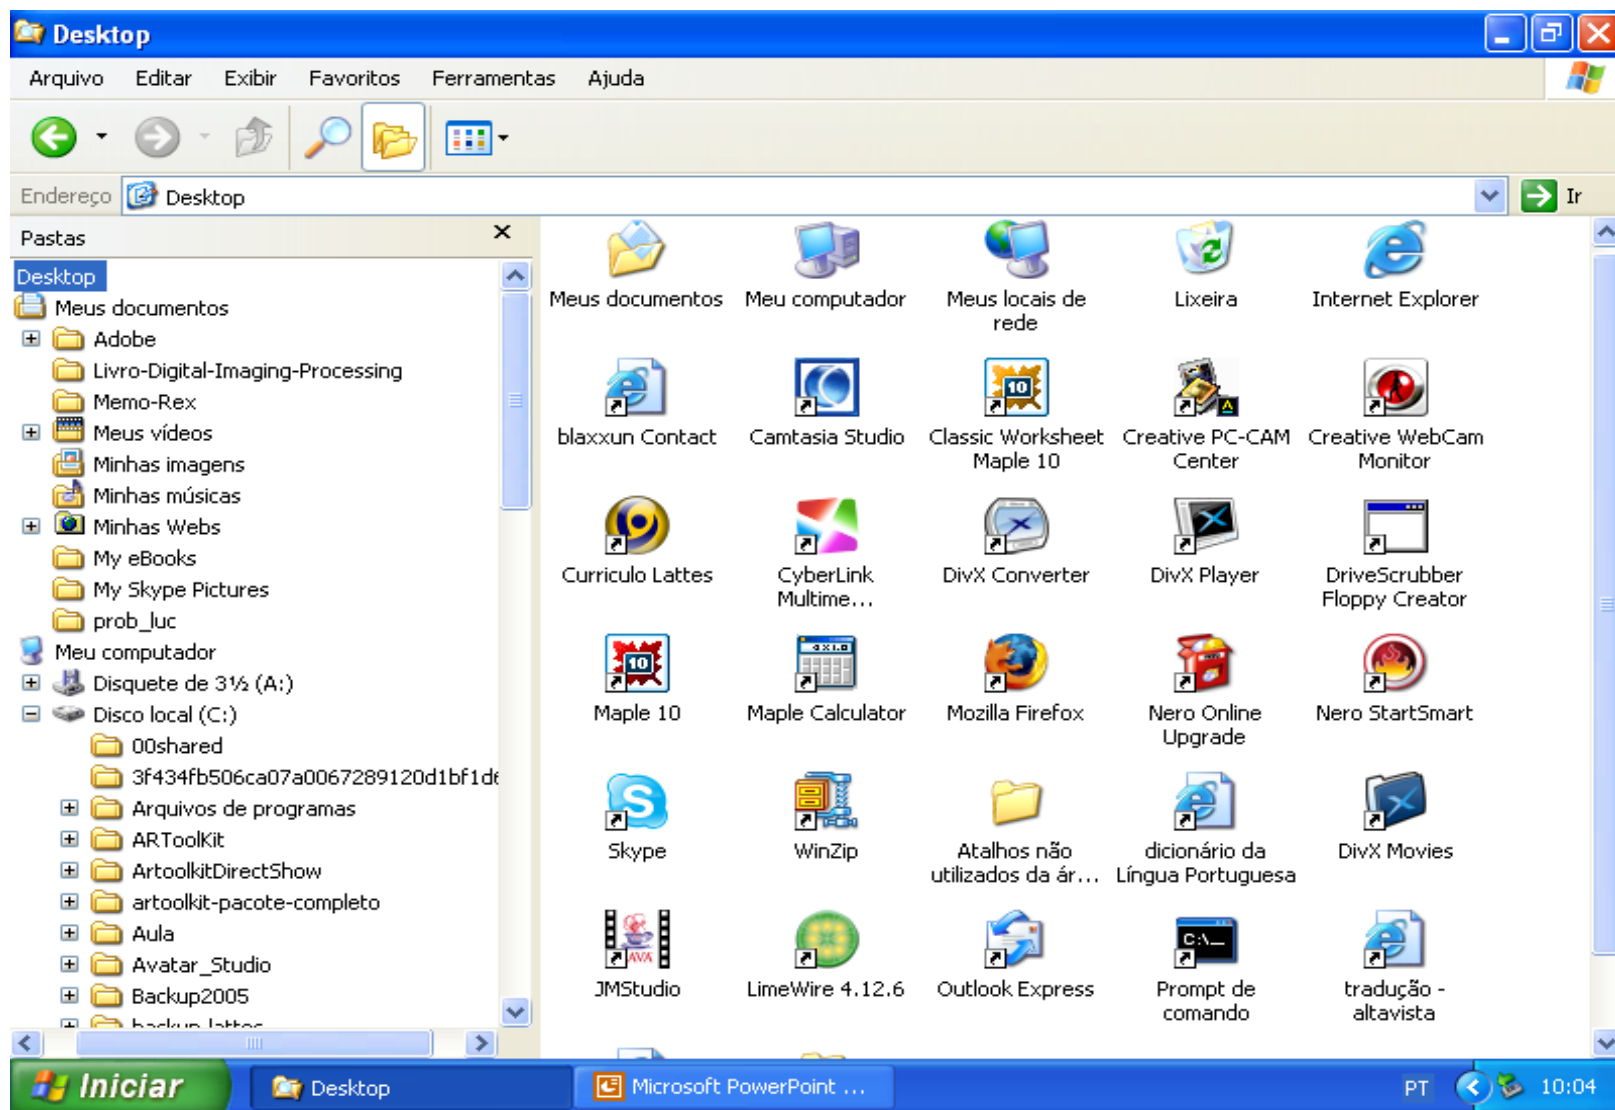 Desktop
Arquivo Editar Exibir Favoritos Ferramentas Ajuda
Endereço Desktop Ir
Pastas
Desktop
Meus documentos
Adobe
Livro-Digital-Imaging-Processing
Memo-Rex
Meus vídeos
Minhas imagens
Minhas músicas
Minhas Webs
My eBooks
My Skype Pictures
prob_luc
Meu computador
Disquete de 3½ (A:)
Disco local (C:)
00shared
3f434fb506ca07a0067289120d1bf1d6
Arquivos de programas
ARToolKit
ArtoolkitDirectShow
artoolkit-pacote-completo
Aula
Avatar_Studio
Backup2005
backup lattes
Meus documentos
Meu computador
Meus locais de
rede
Lixeira
Internet Explorer
blaxxun Contact
Camtasia Studio
Classic Worksheet
Maple 10
Creative PC-CAM
Center
Creative WebCam
Monitor
Curriculo Lattes
CyberLink
Multime...
DivX Converter
DivX Player
DriveScrubber
Floppy Creator
Maple 10
Maple Calculator
Mozilla Firefox
Nero Online
Upgrade
Nero StartSmart
Skype
WinZip
Atalhos não
utilizados da ár...
dicionário da
Língua Portuguesa
DivX Movies
JMStudio
LimeWire 4.12.6
Outlook Express
Prompt de
comando
tradução -
altavista
Iniciar Desktop Microsoft PowerPoint ... PT 10:04